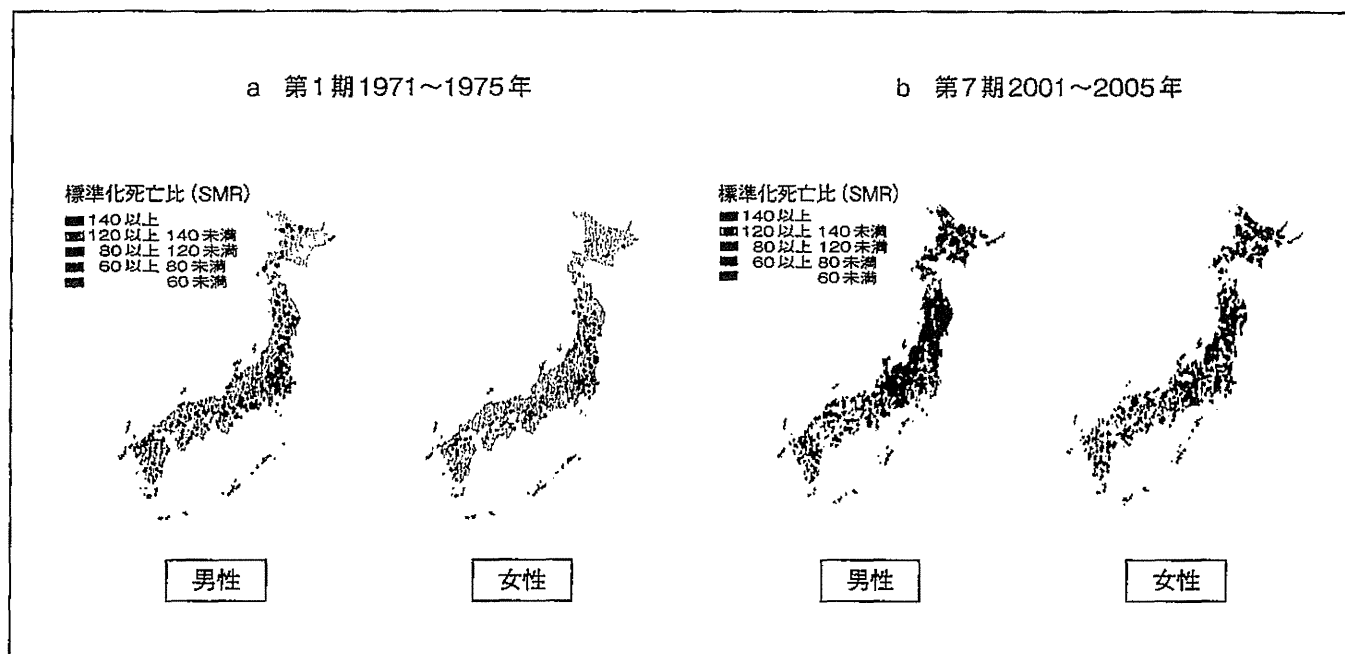 a 第1期1971～1975年
標準化死亡比(SMR)
140以上
120以上 140未満
80以上 120未満
60以上 80未満
60未満
男性
女性
b 第7期2001～2005年
標準化死亡比(SMR)
140以上
120以上 140未満
80以上 120未満
60以上 80未満
60未満
男性
女性